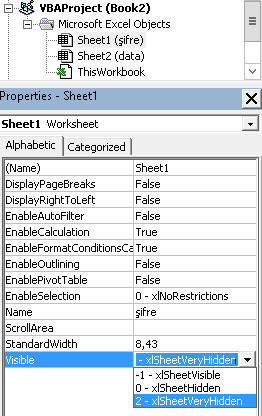 VBAProject (Book2)
Microsoft Excel Objects
Sheet1 (şifre)
Sheet2 (data)
ThisWorkbook
Properties - Sheet1
Sheet1 Worksheet
Alphabetic Categorized
(Name) Sheet1
DisplayPageBreaks False
DisplayRightToLeft False
EnableAutoFilter False
EnableCalculation True
EnableFormatConditionsCa True
EnableOutlining False
EnablePivotTable False
EnableSelection 0 - xlNoRestrictions
Name şifre
ScrollArea
StandardWidth 8,43
Visible - xlSheetVeryHidden
-1 - xlSheetVisible
0 - xlSheetHidden
2 - xlSheetVeryHidden